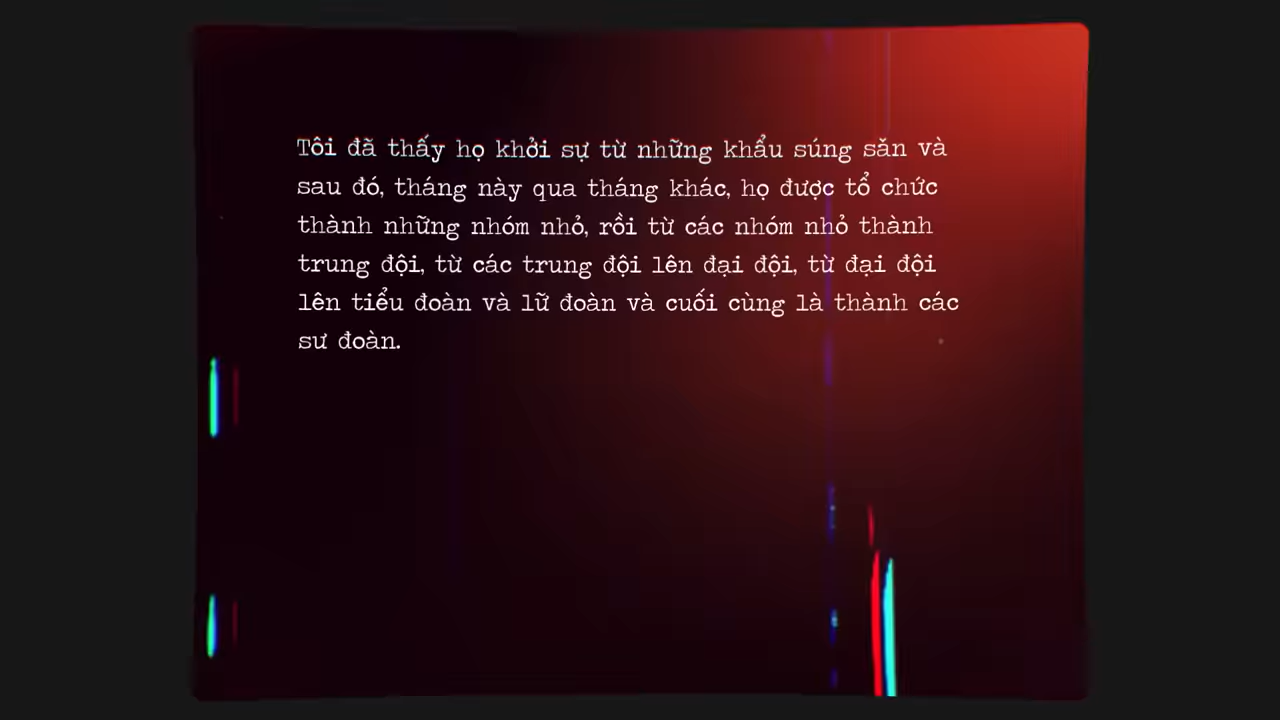 Tôi đã thấy họ khởi sự từ những khẩu súng săn và
sau đó, tháng này qua tháng khác, họ được tổ chức
thành những nhóm nhỏ, rồi từ các nhóm nhỏ thành
trung đội, từ các trung đội lên đại đội, từ đại đội
lên tiểu đoàn và lữ đoàn và cuối cùng là thành các
sư đoàn.